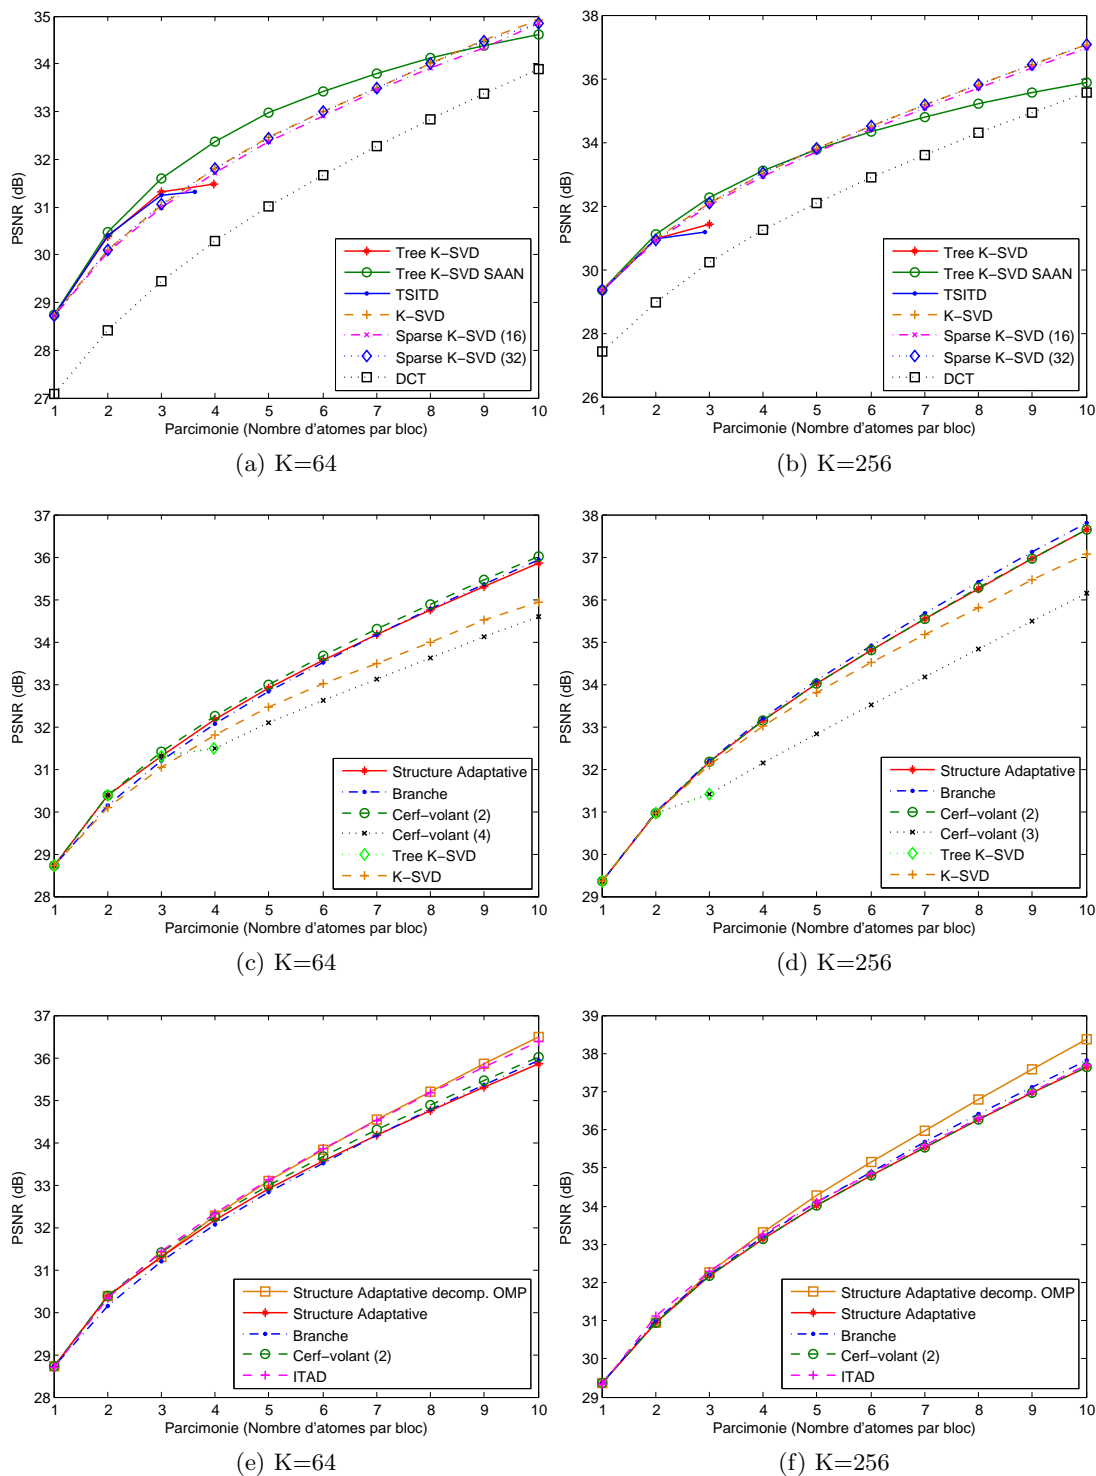 35
34
33
32
31
30
29
28
27
PSNR (dB)
1 2 3 4 5 6 7 8 9 10
Parcimonie (Nombre d'atomes par bloc)
Tree K−SVD
Tree K−SVD SAAN
TSITD
K−SVD
Sparse K−SVD (16)
Sparse K−SVD (32)
DCT
(a) K=64
38
36
34
32
30
28
26
PSNR (dB)
1 2 3 4 5 6 7 8 9 10
Parcimonie (Nombre d'atomes par bloc)
Tree K−SVD
Tree K−SVD SAAN
TSITD
K−SVD
Sparse K−SVD (16)
Sparse K−SVD (32)
DCT
(b) K=256
37
36
35
34
33
32
31
30
29
28
PSNR (dB)
1 2 3 4 5 6 7 8 9 10
Parcimonie (Nombre d'atomes par bloc)
Structure Adaptative
Branche
Cerf−volant (2)
Cerf−volant (4)
Tree K−SVD
K−SVD
(c) K=64
38
37
36
35
34
33
32
31
30
29
PSNR (dB)
1 2 3 4 5 6 7 8 9 10
Parcimonie (Nombre d'atomes par bloc)
Structure Adaptative
Branche
Cerf−volant (2)
Cerf−volant (3)
Tree K−SVD
K−SVD
(d) K=256
37
36
35
34
33
32
31
30
29
28
PSNR (dB)
1 2 3 4 5 6 7 8 9 10
Parcimonie (Nombre d'atomes par bloc)
Structure Adaptative decomp. OMP
Structure Adaptative
Branche
Cerf−volant (2)
ITAD
(e) K=64
39
38
37
36
35
34
33
32
31
30
29
PSNR (dB)
1 2 3 4 5 6 7 8 9 10
Parcimonie (Nombre d'atomes par bloc)
Structure Adaptative decomp. OMP
Structure Adaptative
Branche
Cerf−volant (2)
ITAD
(f) K=256